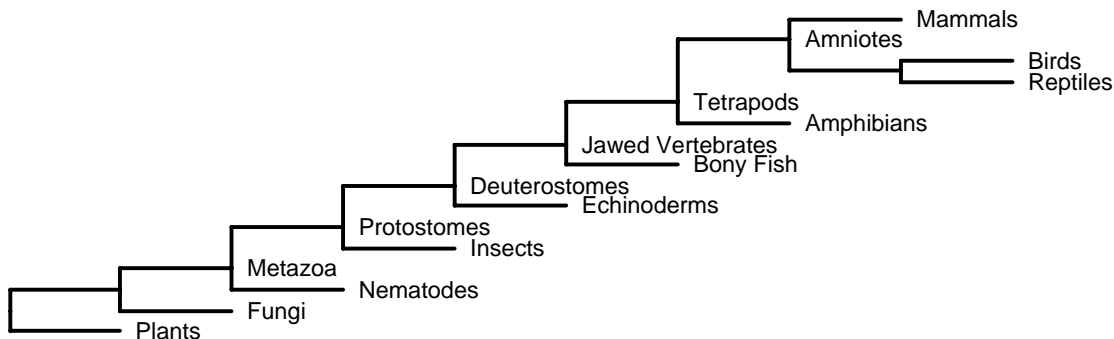 Mammals
Amniotes
Birds
Reptiles
Tetrapods
Amphibians
Jawed Vertebrates
Bony Fish
Deuterostomes
Echinoderms
Protostomes
Insects
Metazoa
Nematodes
Fungi
Plants